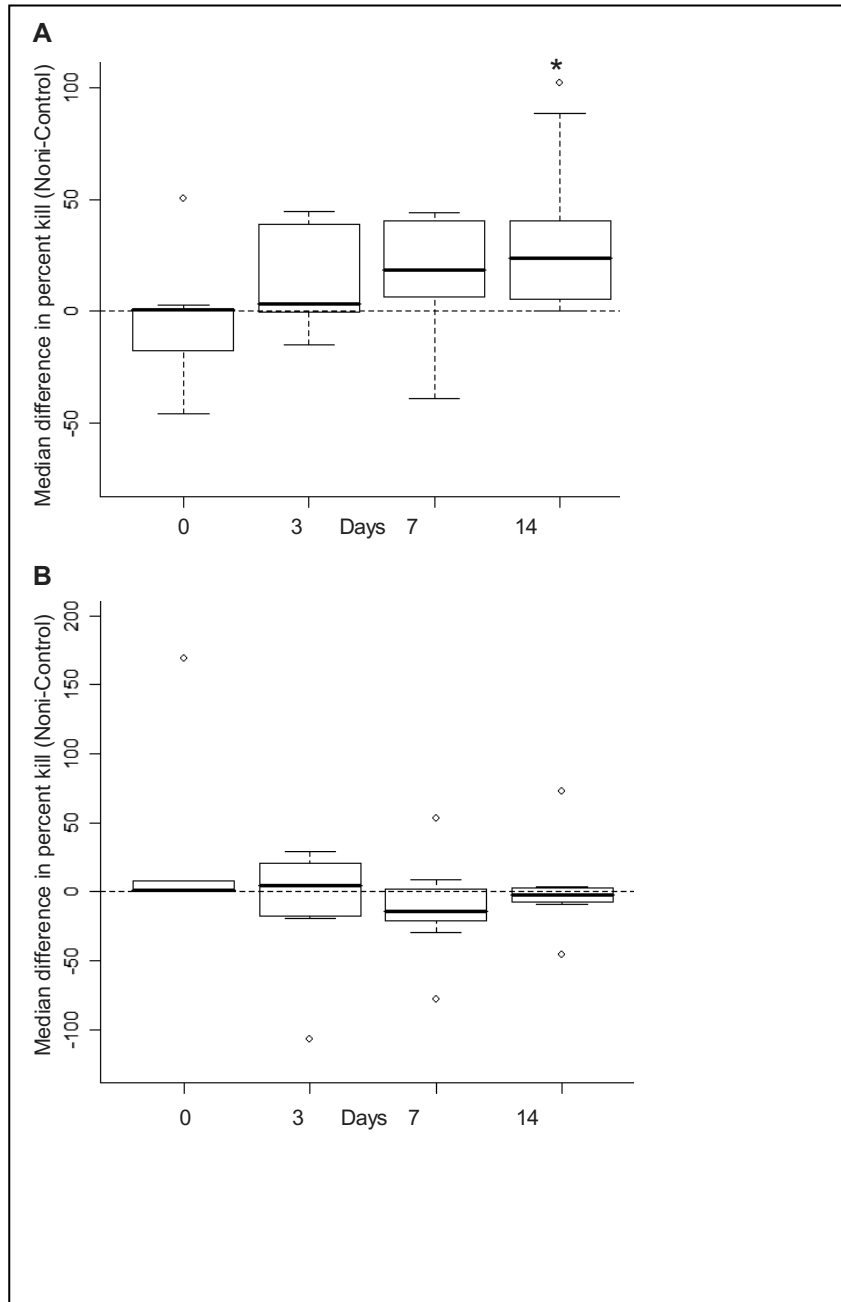 A
Median difference in percent kill (Noni-Control)
100
50
0
-50
*
0 3 Days 7 14
B
Median difference in percent kill (Noni-Control)
200
150
100
50
0
-50
-100
0 3 Days 7 14